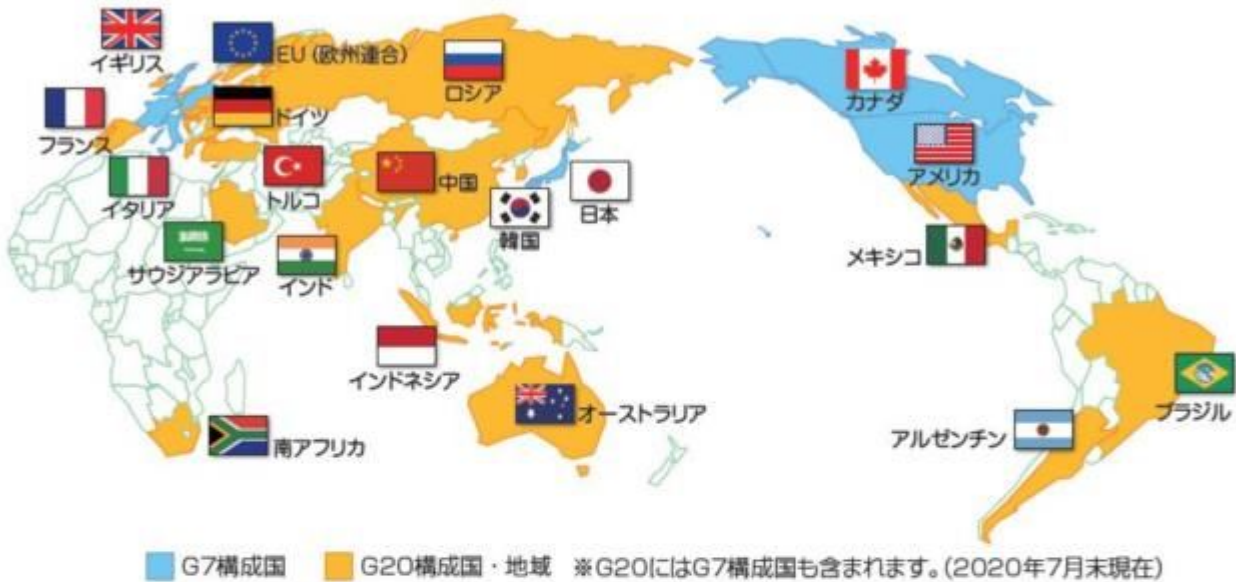 イギリス
EU（欧州連合）
ロシア
カナダ
フランス
ドイツ
アメリカ
イタリア
トルコ
中国
韓国
日本
サウジアラビア
インド
メキシコ
インドネシア
オーストラリア
ブラジル
アルゼンチン
南アフリカ
G7構成国 G20構成国・地域 ※G20にはG7構成国も含まれます。(2020年7月末現在)